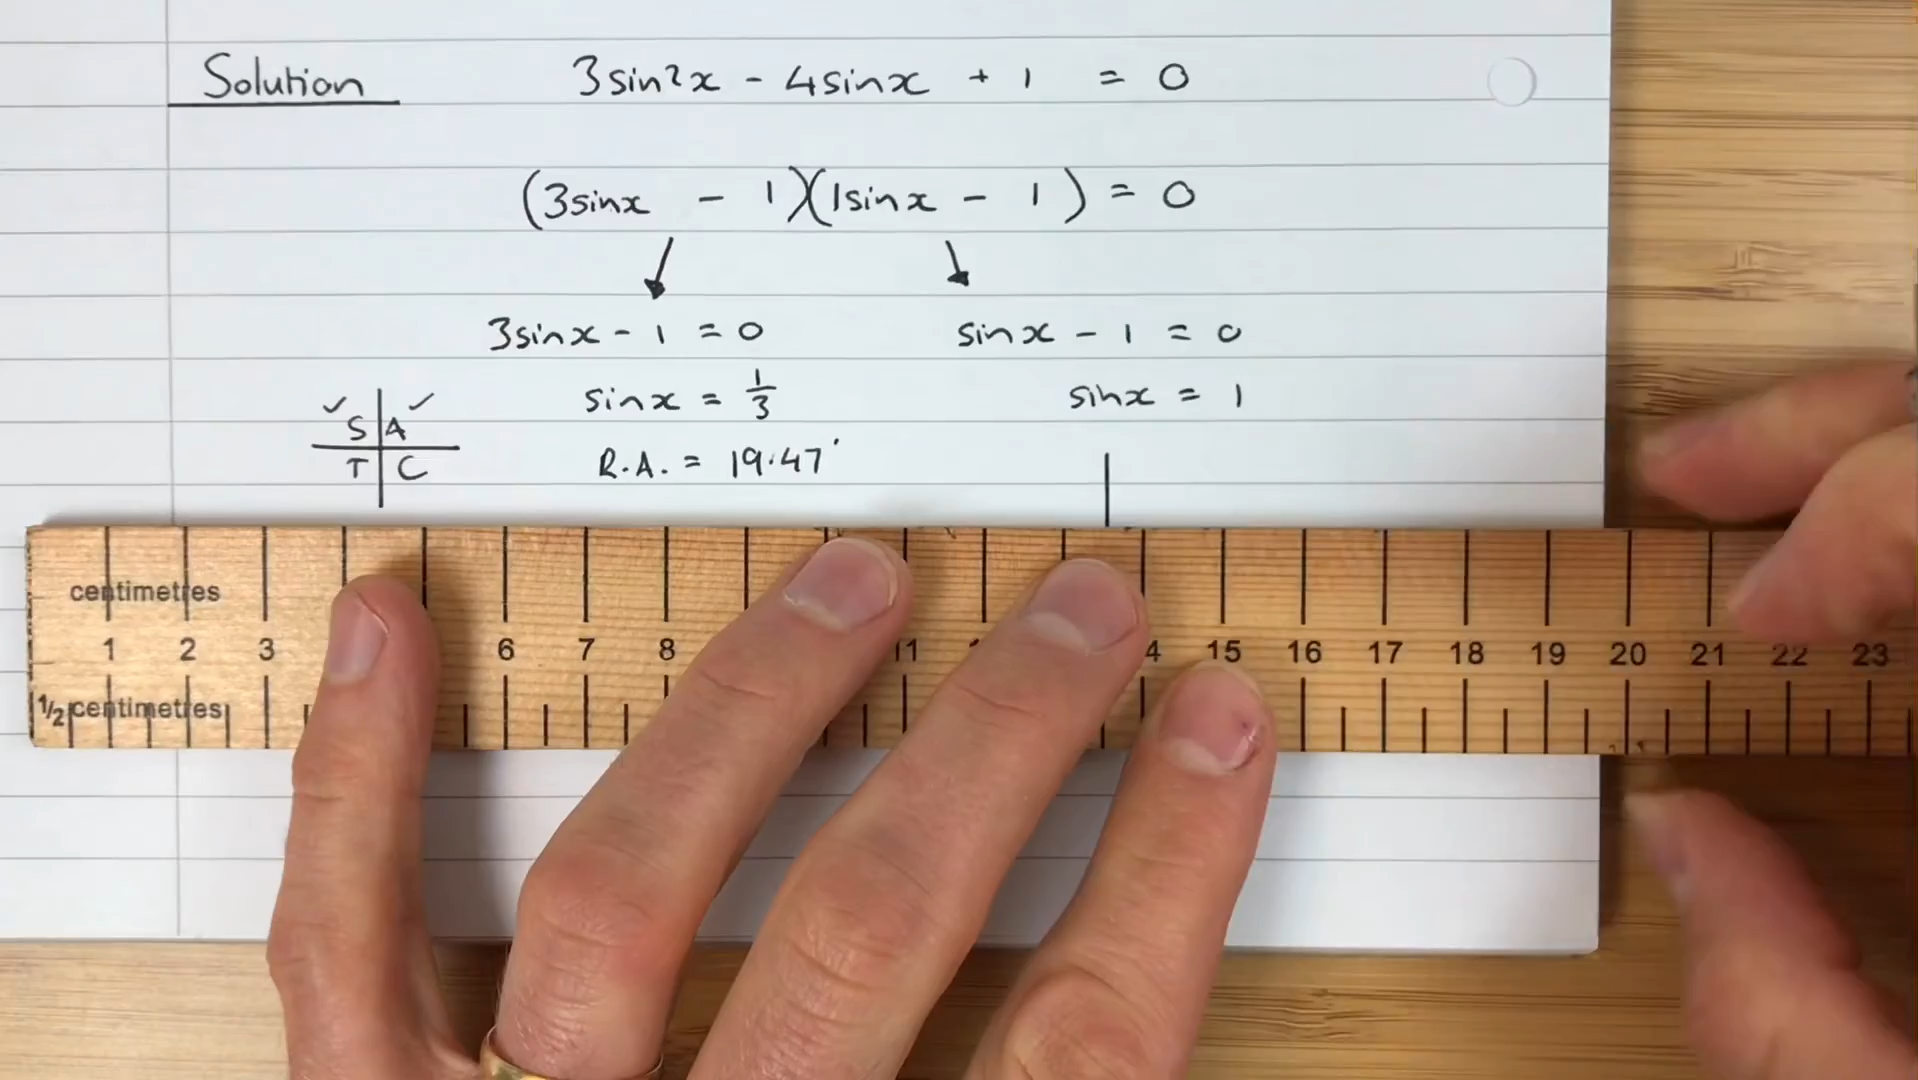 Solution 3sin²x - 4sinx + 1 = 0
(3sinx - 1)(1sinx - 1) = 0
3sinx - 1 = 0 sinx - 1 = 0
sinx = 1/3 sinx = 1
S A
T C
R.A. = 19.47°
centimetres
1 2 3 6 7 8 11 15 16 17 18 19 20 21 22 23
1/2 centimetres